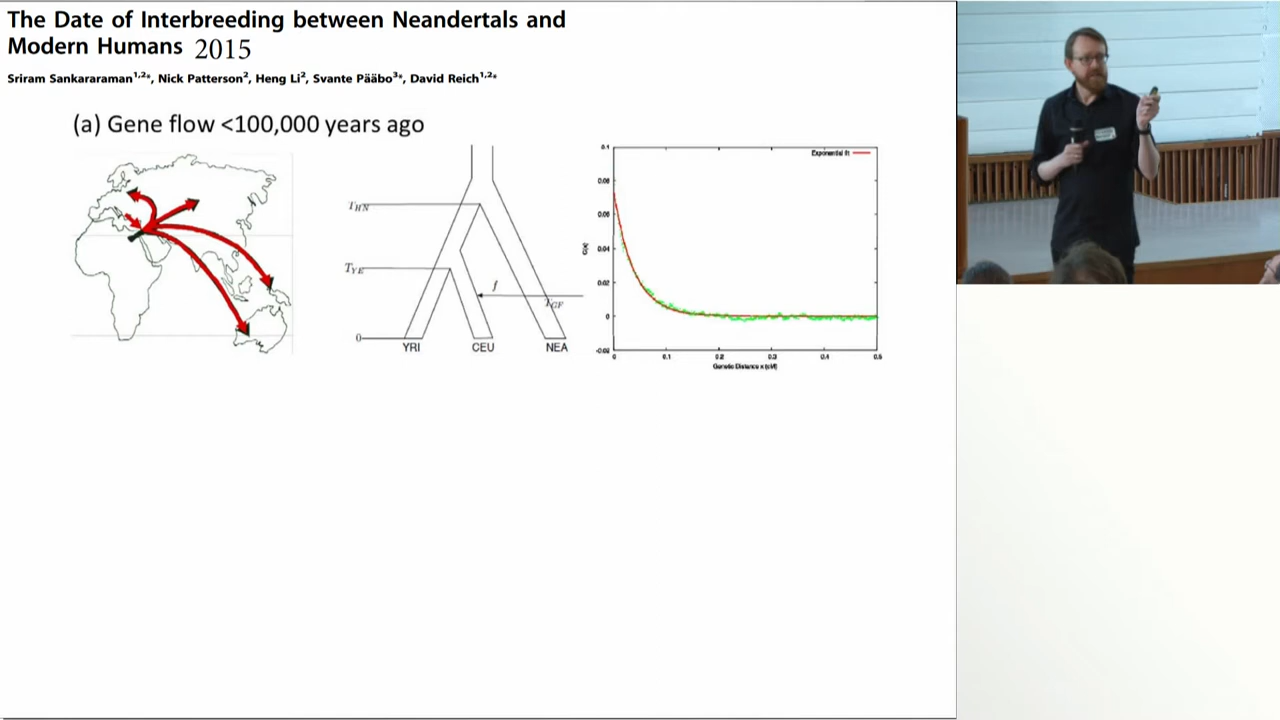 The Date of Interbreeding between Neandertals and
Modern Humans 2015
Sriram Sankararaman1,2*, Nick Patterson2, Heng Li2, Svante Pääbo3*, David Reich1,2*
(a) Gene flow <100,000 years ago
THN
TYE
0
f
TGF
YRI CEU NEA
Exponential fit
0.1
0.08
0.06
0.04
0.02
0
-0.02
G(x)
0 0.1 0.2 0.3 0.4 0.5
Genetic Distance x (cM)